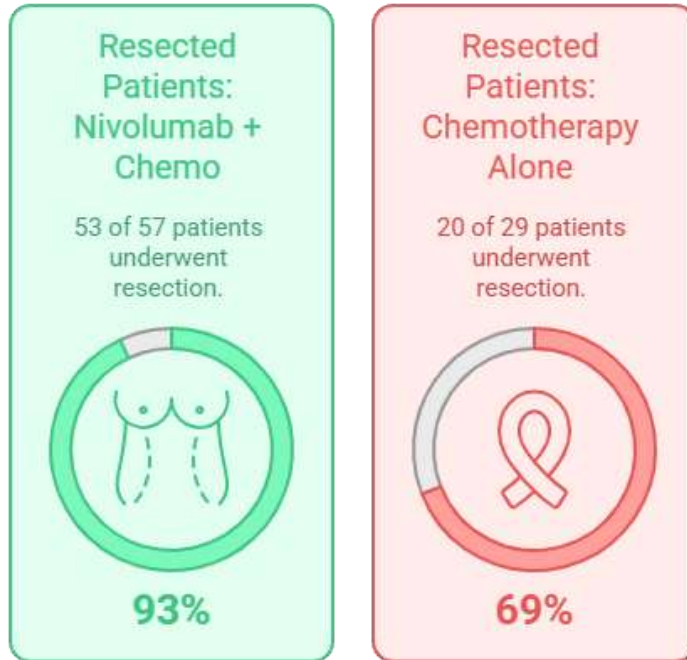 Resected
Patients:
Nivolumab +
Chemo
53 of 57 patients
underwent
resection.
93%
Resected
Patients:
Chemotherapy
Alone
20 of 29 patients
underwent
resection.
69%